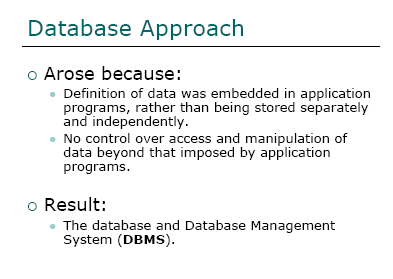 Database Approach
Arose because:
Definition of data was embedded in application
programs, rather than being stored separately
and independently.
No control over access and manipulation of
data beyond that imposed by application
programs.
Result:
The database and Database Management
System (DBMS).